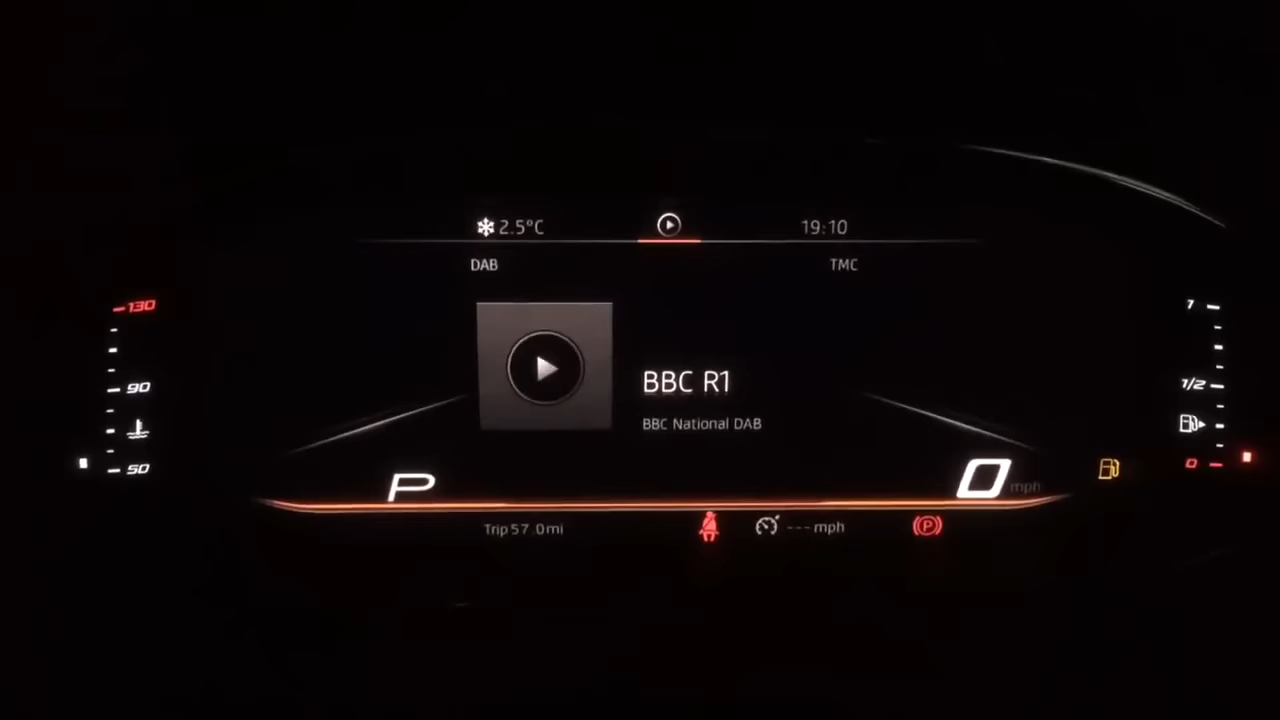 2.5°C
19:10
DAB
TMC
130
90
50
BBC R1
BBC National DAB
1
1/2
0
P
0 mph
Trip 57.0mi
--- mph
P